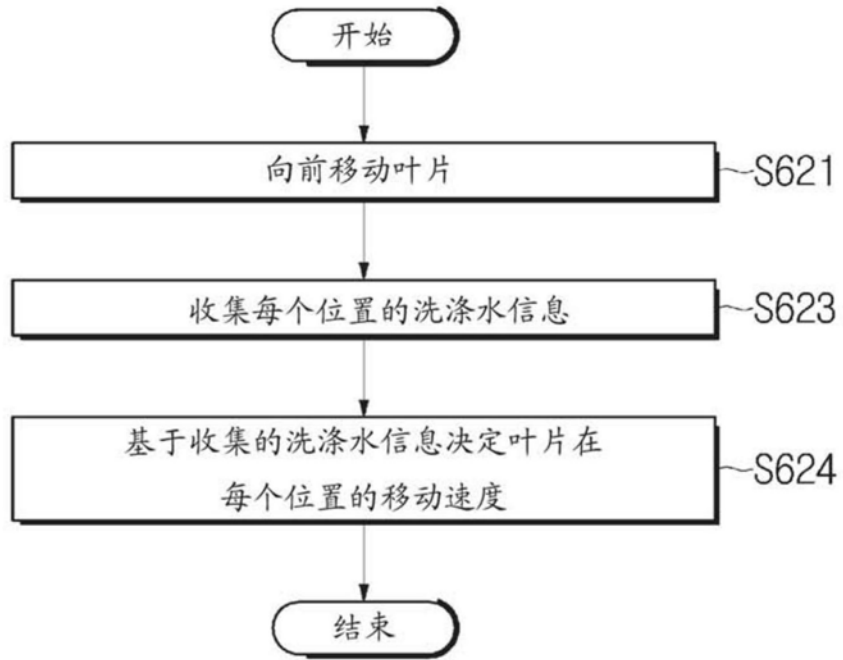 开始
向前移动叶片
S621
收集每个位置的洗涤水信息
S623
基于收集的洗涤水信息决定叶片在
每个位置的移动速度
S624
结束